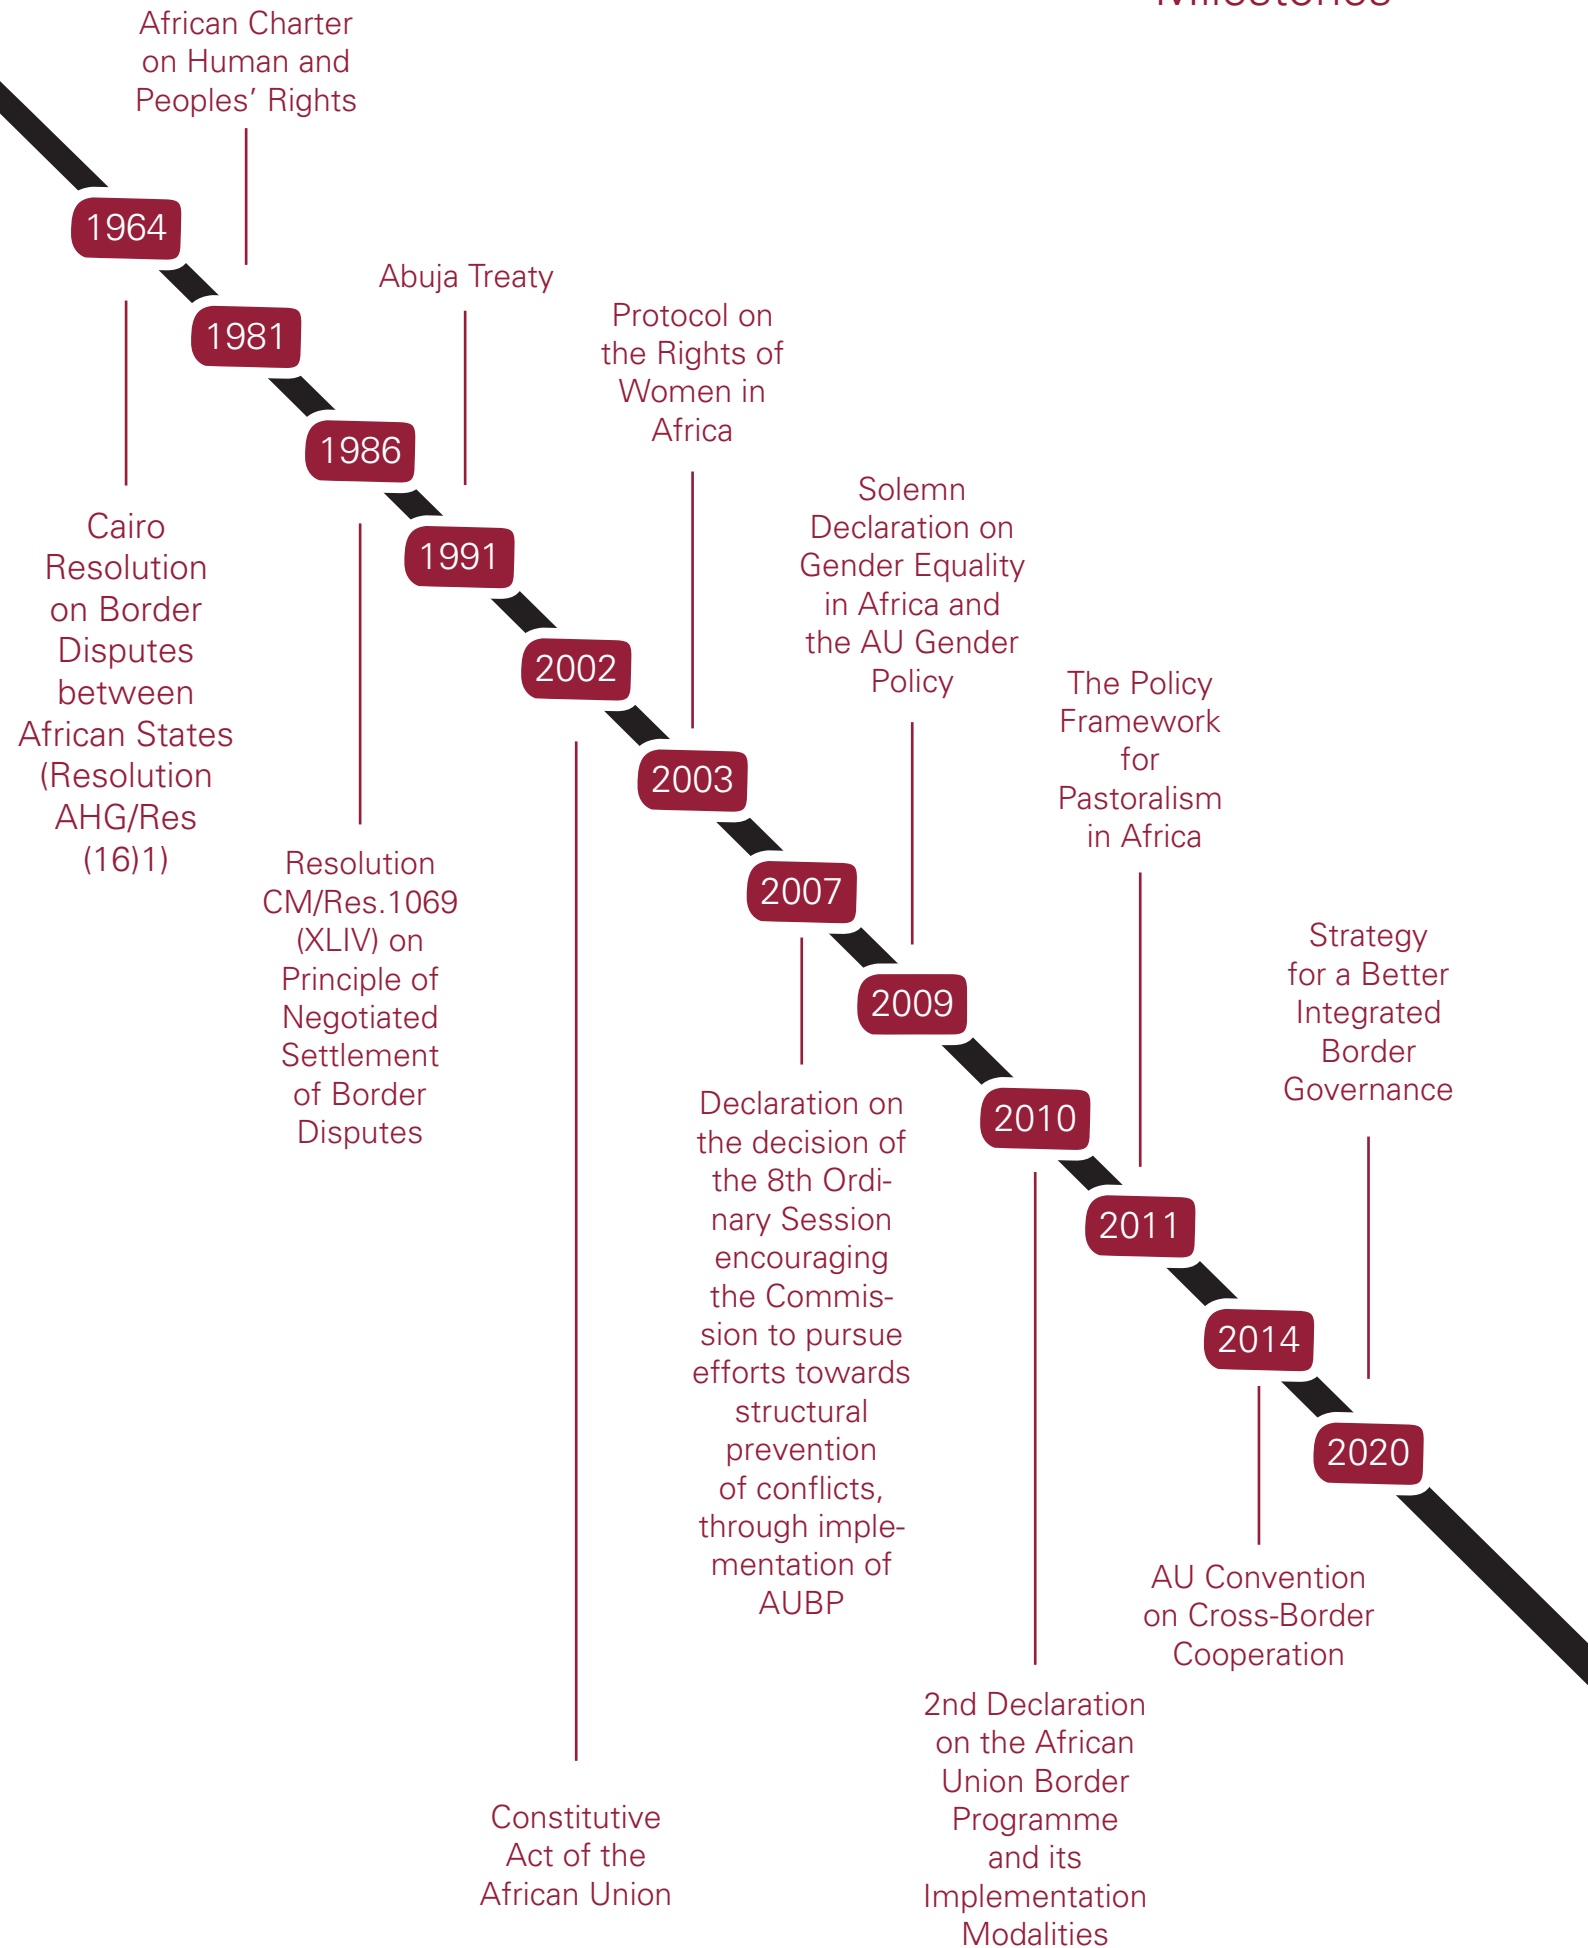 Milestones
African Charter
on Human and
Peoples’ Rights
1964
Cairo
Resolution
on Border
Disputes
between
African States
(Resolution
AHG/Res
(16)1)
1981
1986
Resolution
CM/Res.1069
(XLIV) on
Principle of
Negotiated
Settlement
of Border
Disputes
Abuja Treaty
1991
2002
Constitutive
Act of the
African Union
Protocol on
the Rights of
Women in
Africa
2003
2007
Declaration on
the decision of
the 8th Ordi-
nary Session
encouraging
the Commis-
sion to pursue
efforts towards
structural
prevention
of conflicts,
through imple-
mentation of
AUBP
Solemn
Declaration on
Gender Equality
in Africa and
the AU Gender
Policy
2009
2010
2nd Declaration
on the African
Union Border
Programme
and its
Implementation
Modalities
The Policy
Framework
for
Pastoralism
in Africa
2011
2014
AU Convention
on Cross-Border
Cooperation
Strategy
for a Better
Integrated
Border
Governance
2020